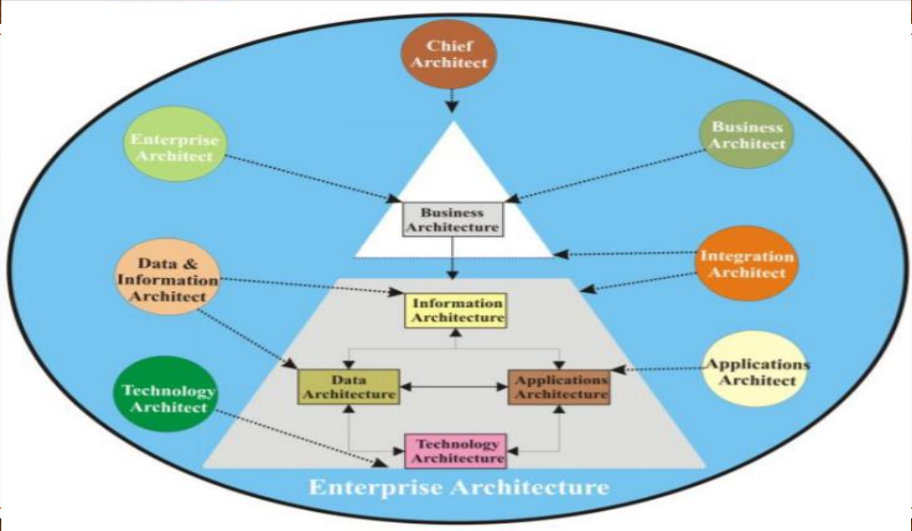 Chief
Architect
Enterprise
Architect
Business
Architect
Business
Architecture
Data &
Information
Architect
Integration
Architect
Information
Architecture
Data
Architecture
Applications
Architecture
Applications
Architect
Technology
Architect
Technology
Architecture
Enterprise Architecture